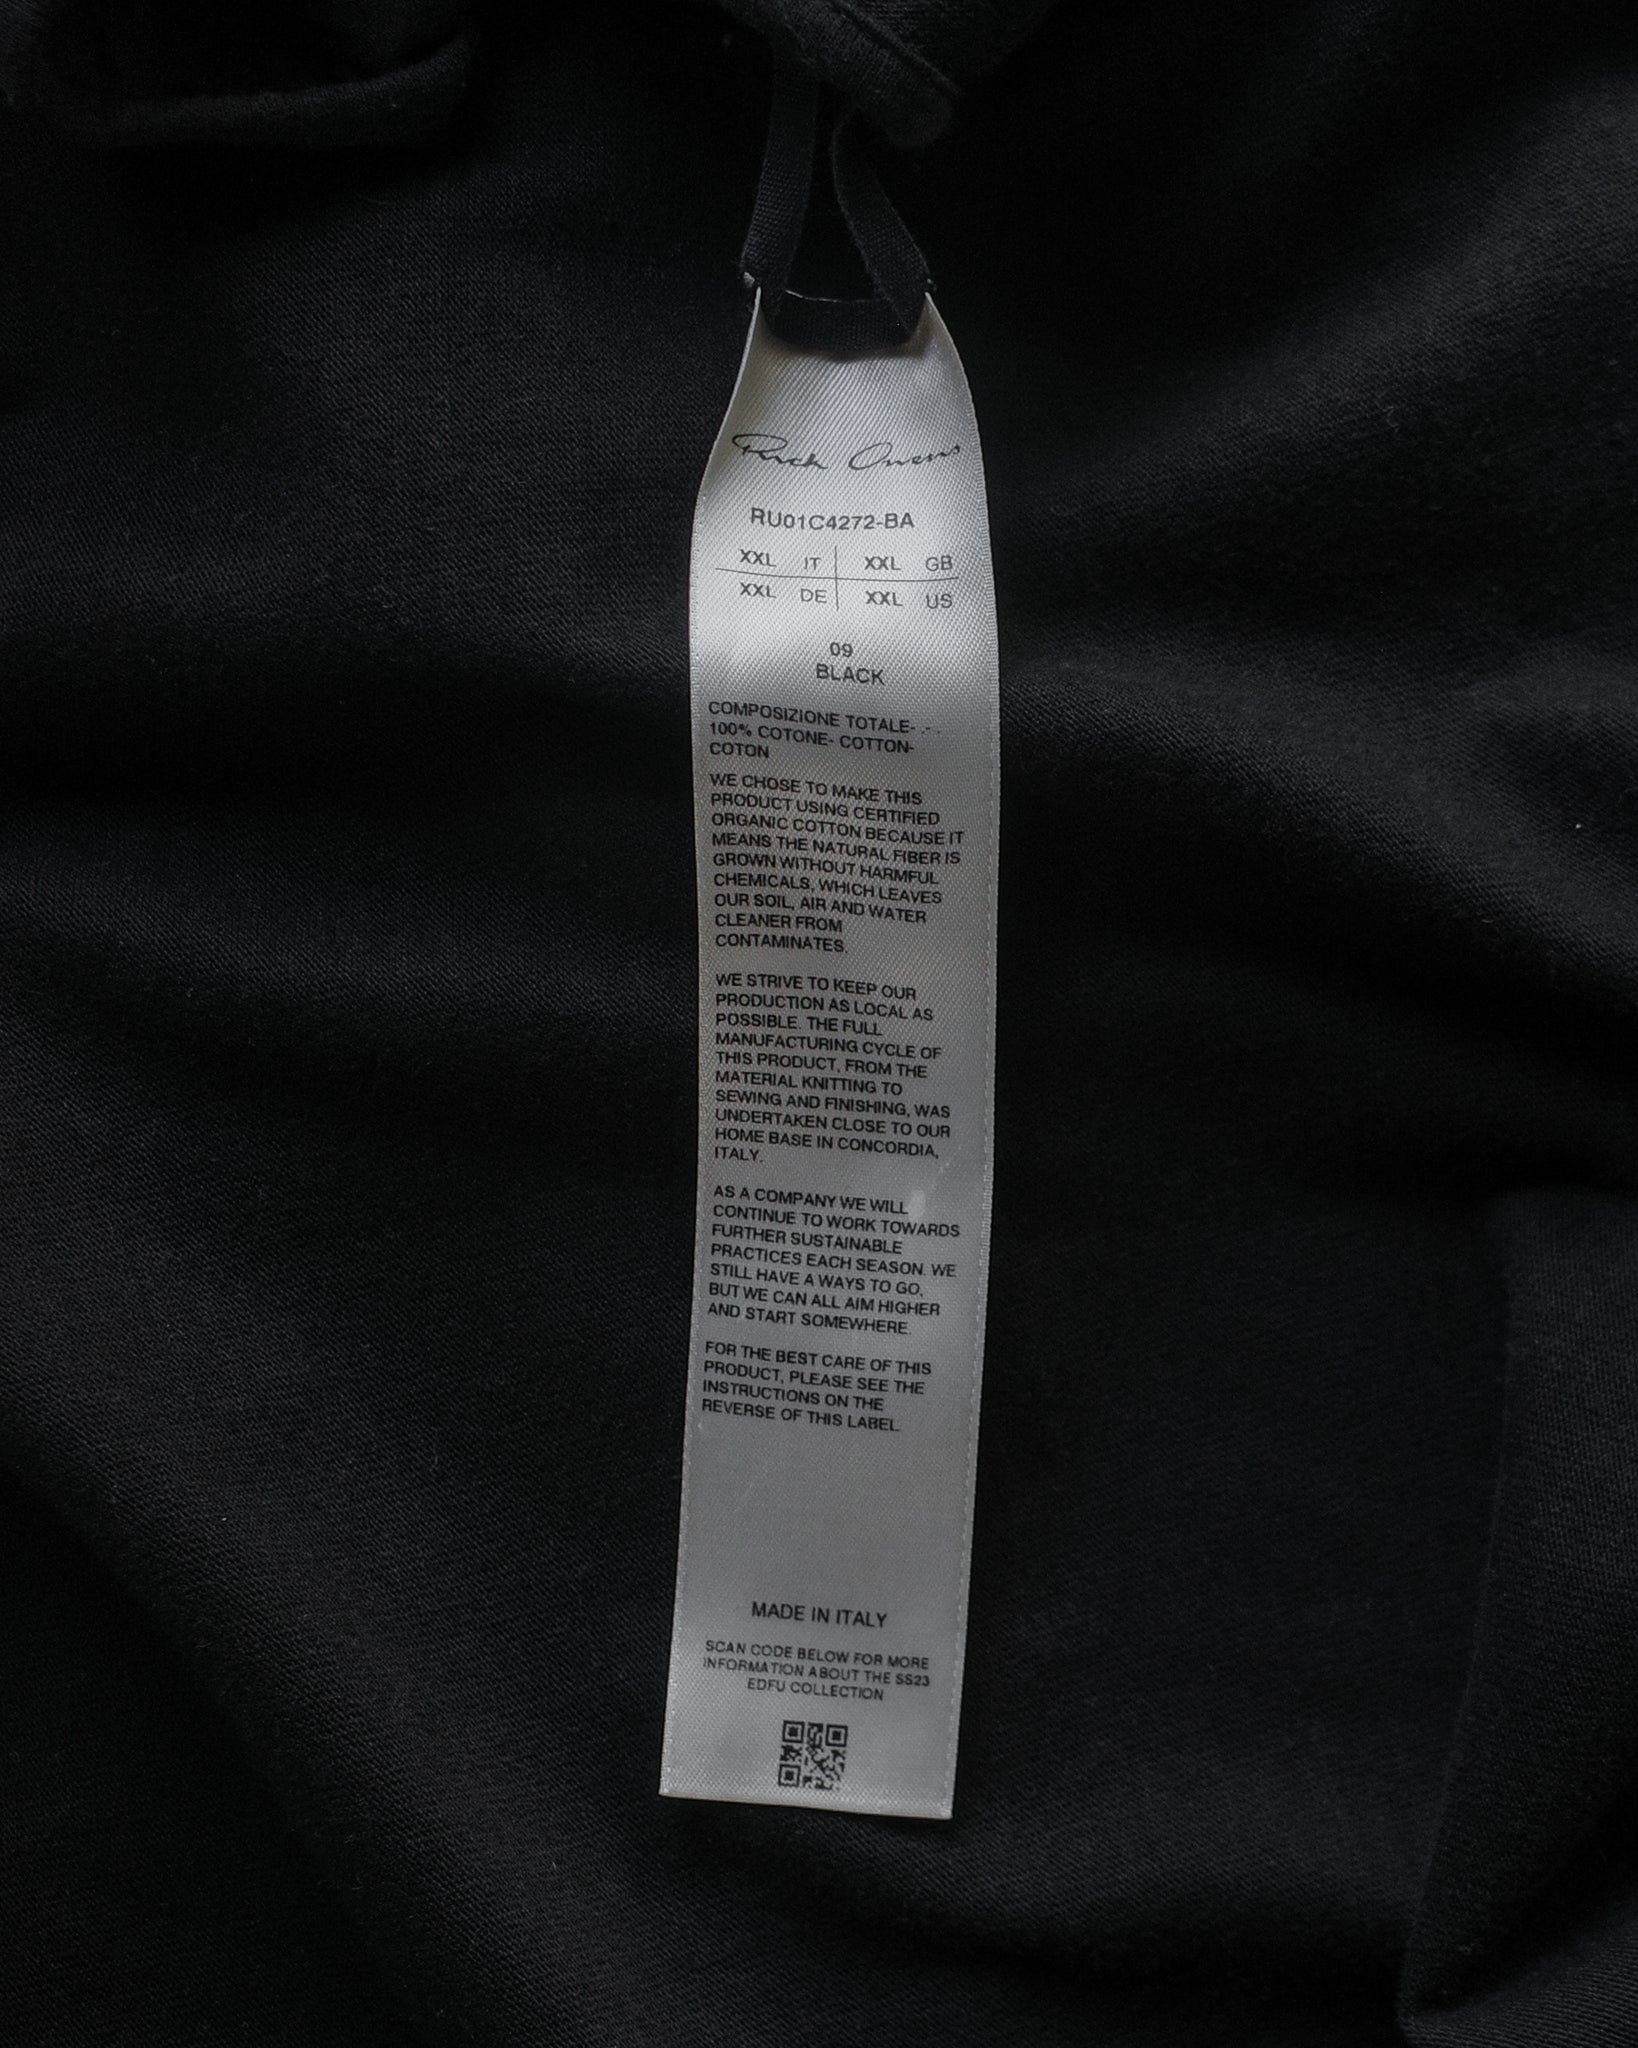 Rick Owens
RU01C4272-BA
XXL IT XXL GB
XXL DE XXL US
09
BLACK
COMPOSIZIONE TOTALE- .- .
100% COTONE- COTTON-
COTON
WE CHOSE TO MAKE THIS
PRODUCT USING CERTIFIED
ORGANIC COTTON BECAUSE IT
MEANS THE NATURAL FIBER IS
GROWN WITHOUT HARMFUL
CHEMICALS, WHICH LEAVES
OUR SOIL, AIR AND WATER
CLEANER FROM
CONTAMINATES.
WE STRIVE TO KEEP OUR
PRODUCTION AS LOCAL AS
POSSIBLE. THE FULL
MANUFACTURING CYCLE OF
THIS PRODUCT, FROM THE
MATERIAL KNITTING TO
SEWING AND FINISHING, WAS
UNDERTAKEN CLOSE TO OUR
HOME BASE IN CONCORDIA,
ITALY.
AS A COMPANY WE WILL
CONTINUE TO WORK TOWARDS
FURTHER SUSTAINABLE
PRACTICES EACH SEASON. WE
STILL HAVE A WAYS TO GO,
BUT WE CAN ALL AIM HIGHER
AND START SOMEWHERE.
FOR THE BEST CARE OF THIS
PRODUCT, PLEASE SEE THE
INSTRUCTIONS ON THE
REVERSE OF THIS LABEL.
MADE IN ITALY
SCAN CODE BELOW FOR MORE
INFORMATION ABOUT THE SS23
EDFU COLLECTION